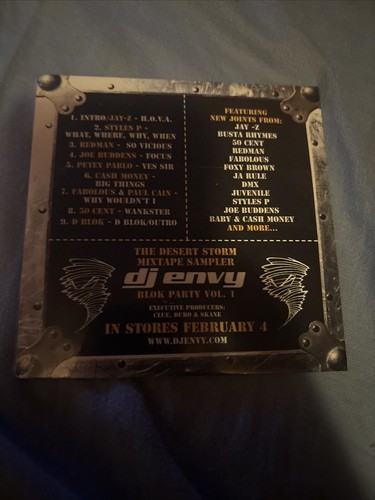 1. INTRO/JAY-Z - H.O.V.A.
2. STYLES P -
WHAT, WHERE, WHY, WHEN
3. REDMAN - SO VICIOUS
4. JOE BUDDENS - FOCUS
5. PETEY PABLO - YES SIR
6. CASH MONEY -
BIG THINGS
7. FABOLOUS & PAUL CAIN -
WHY WOULDN'T I
8. 50 CENT - WANKSTER
9. D BLOK - D BLOK/OUTRO
FEATURING
NEW JOINTS FROM:
JAY -Z
BUSTA RHYMES
50 CENT
REDMAN
FABOLOUS
FOXY BROWN
JA RULE
DMX
JUVENILE
STYLES P
JOE BUDDENS
BABY & CASH MONEY
AND MORE...
THE DESERT STORM
MIXTAPE SAMPLER
dj envy
BLOK PARTY VOL. 1
EXECUTIVE PRODUCERS:
CLUE, DURO & SKANE
IN STORES FEBRUARY 4
WWW.DJENVY.COM